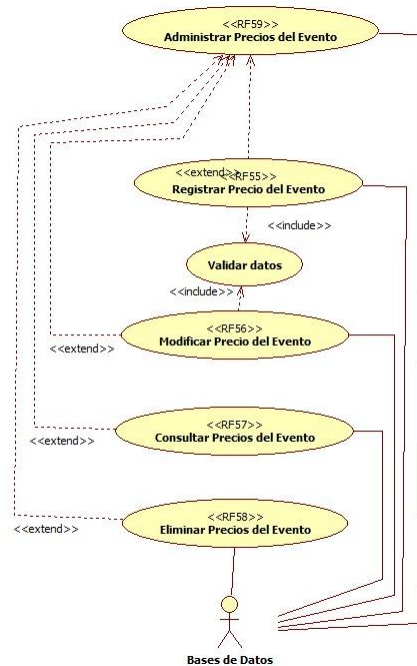 <<RF59>>
Administrar Precios del Evento
<<extend>>
<<RF55>>
Registrar Precio del Evento
<<include>>
Validar datos
<<include>>
<<RF56>>
Modificar Precio del Evento
<<extend>>
<<RF57>>
Consultar Precios del Evento
<<extend>>
<<RF58>>
Eliminar Precios del Evento
<<extend>>
Bases de Datos